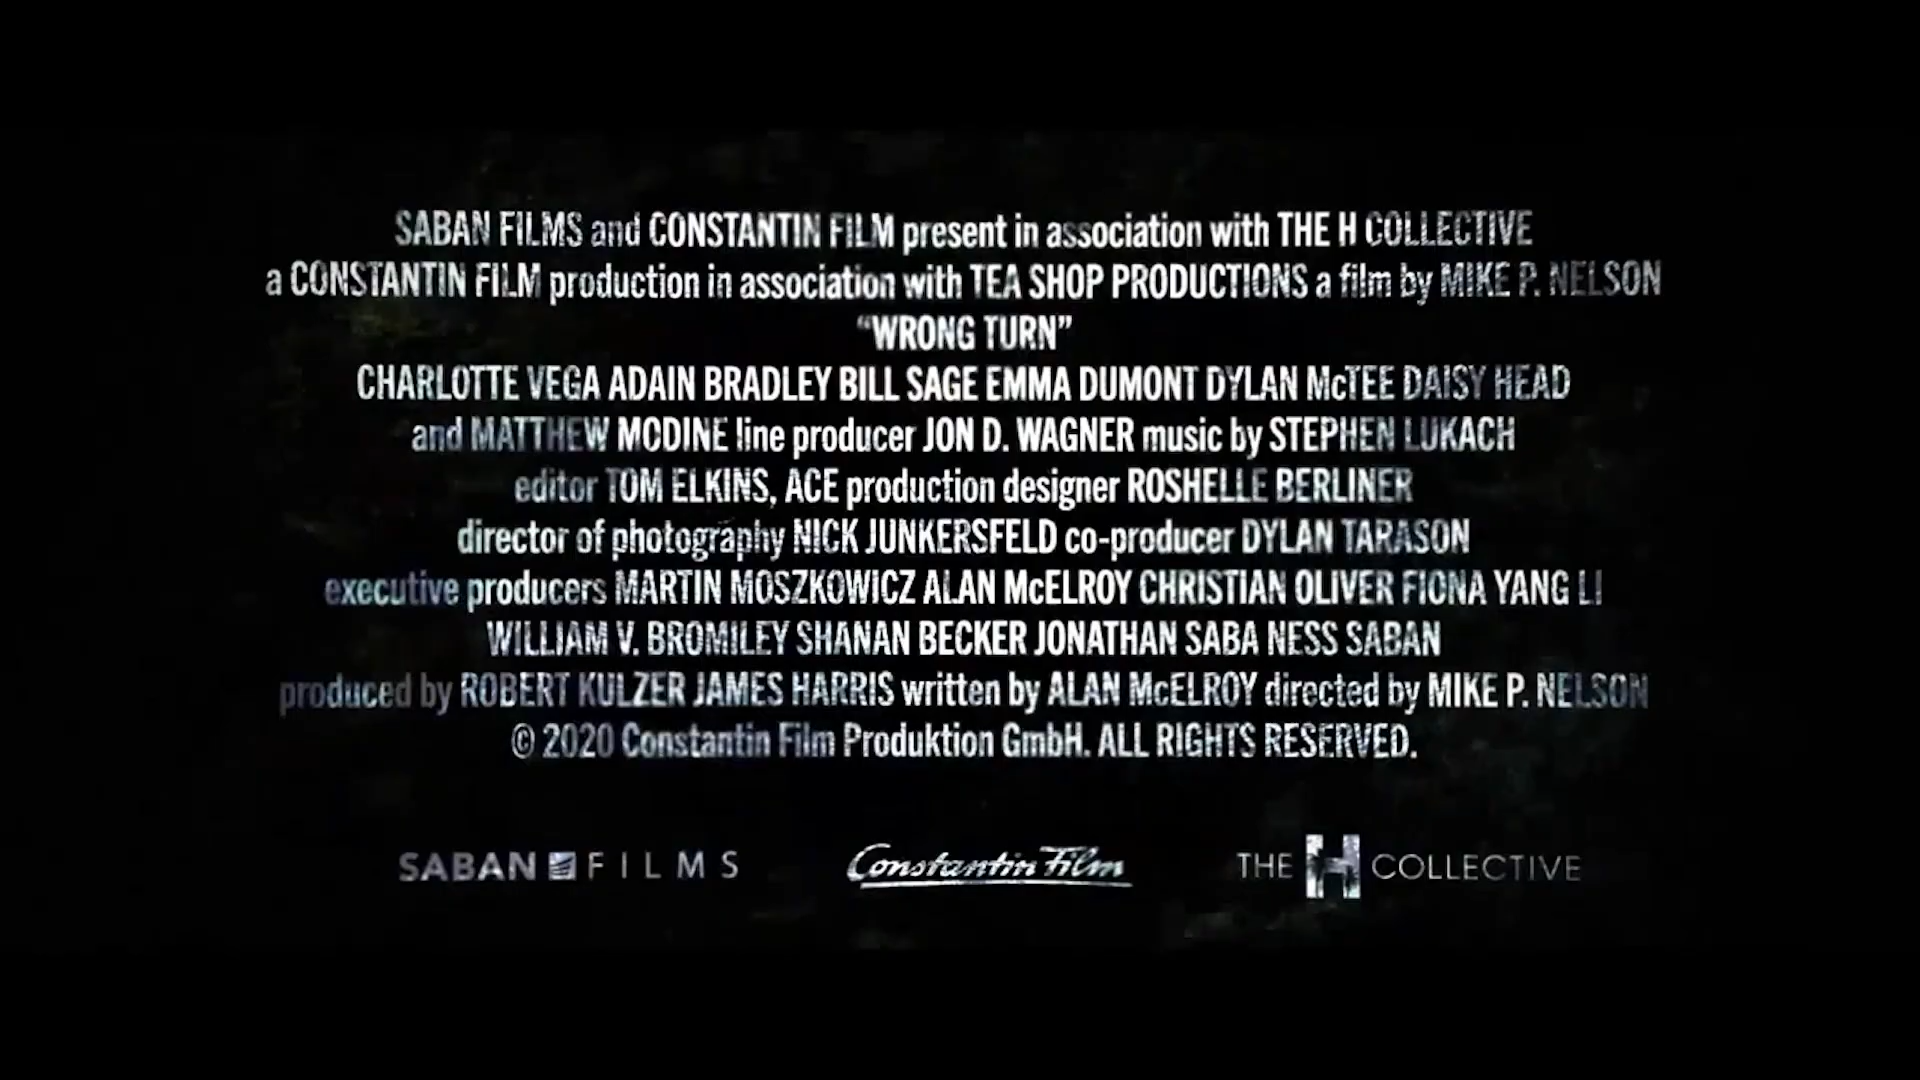 SABAN FILMS and CONSTANTIN FILM present in association with THE H COLLECTIVE
a CONSTANTIN FILM production in association with TEA SHOP PRODUCTIONS a film by MIKE P. NELSON
“WRONG TURN”
CHARLOTTE VEGA ADAIN BRADLEY BILL SAGE EMMA DUMONT DYLAN McTEE DAISY HEAD
and MATTHEW MODINE line producer JON D. WAGNER music by STEPHEN LUKACH
editor TOM ELKINS, ACE production designer ROSHELLE BERLINER
director of photography NICK JUNKERSFELD co-producer DYLAN TARASON
executive producers MARTIN MOSZKOWICZ ALAN McELROY CHRISTIAN OLIVER FIONA YANG LI
WILLIAM V. BROMILEY SHANAN BECKER JONATHAN SABA NESS SABAN
produced by ROBERT KULZER JAMES HARRIS written by ALAN McELROY directed by MIKE P. NELSON
© 2020 Constantin Film Produktion GmbH. ALL RIGHTS RESERVED.
SABAN FILMS Constantin Film THE H COLLECTIVE